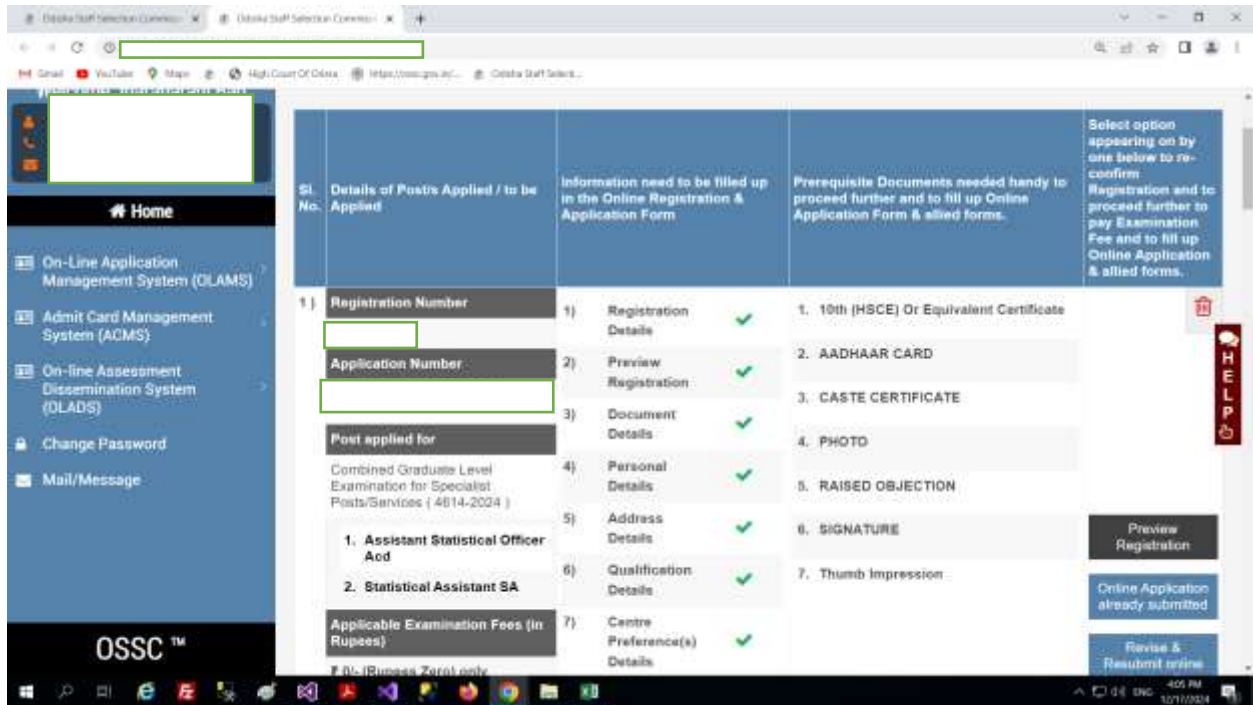 Odisha Staff Selection Commiss
Odisha Staff Selection Commiss
Gmail YouTube Maps High Court Of Orissa Odisha Staff Select...
Home
On-Line Application
Management System (OLAMS)
Admit Card Management
System (ACMS)
On-line Assessment
Dissemination System
(OLADS)
Change Password
Mail/Message
OSSC ™
Sl.
No.
Details of Post/s Applied / to be
Applied
Information need to be filled up
in the Online Registration &
Application Form
Prerequisite Documents needed handy to
proceed further and to fill up Online
Application Form & allied forms.
Select option
appearing on by
one below to re-
confirm
Registration and to
proceed further to
pay Examination
Fee and to fill up
Online Application
& allied forms.
1 )
Registration Number
Application Number
Post applied for
Combined Graduate Level
Examination for Specialist
Posts/Services ( 4614-2024 )
1. Assistant Statistical Officer
Aod
2. Statistical Assistant SA
Applicable Examination Fees (in
Rupees)
₹ 0/- (Rupees Zero) only
1) Registration
Details
2) Preview
Registration
3) Document
Details
4) Personal
Details
5) Address
Details
6) Qualification
Details
7) Centre
Preference(s)
Details
1. 10th (HSCE) Or Equivalent Certificate
2. AADHAAR CARD
3. CASTE CERTIFICATE
4. PHOTO
5. RAISED OBJECTION
6. SIGNATURE
7. Thumb Impression
Preview
Registration
Online Application
already submitted
Revise &
Resubmit online
HELP
ENG
4:05 PM
12/17/2024